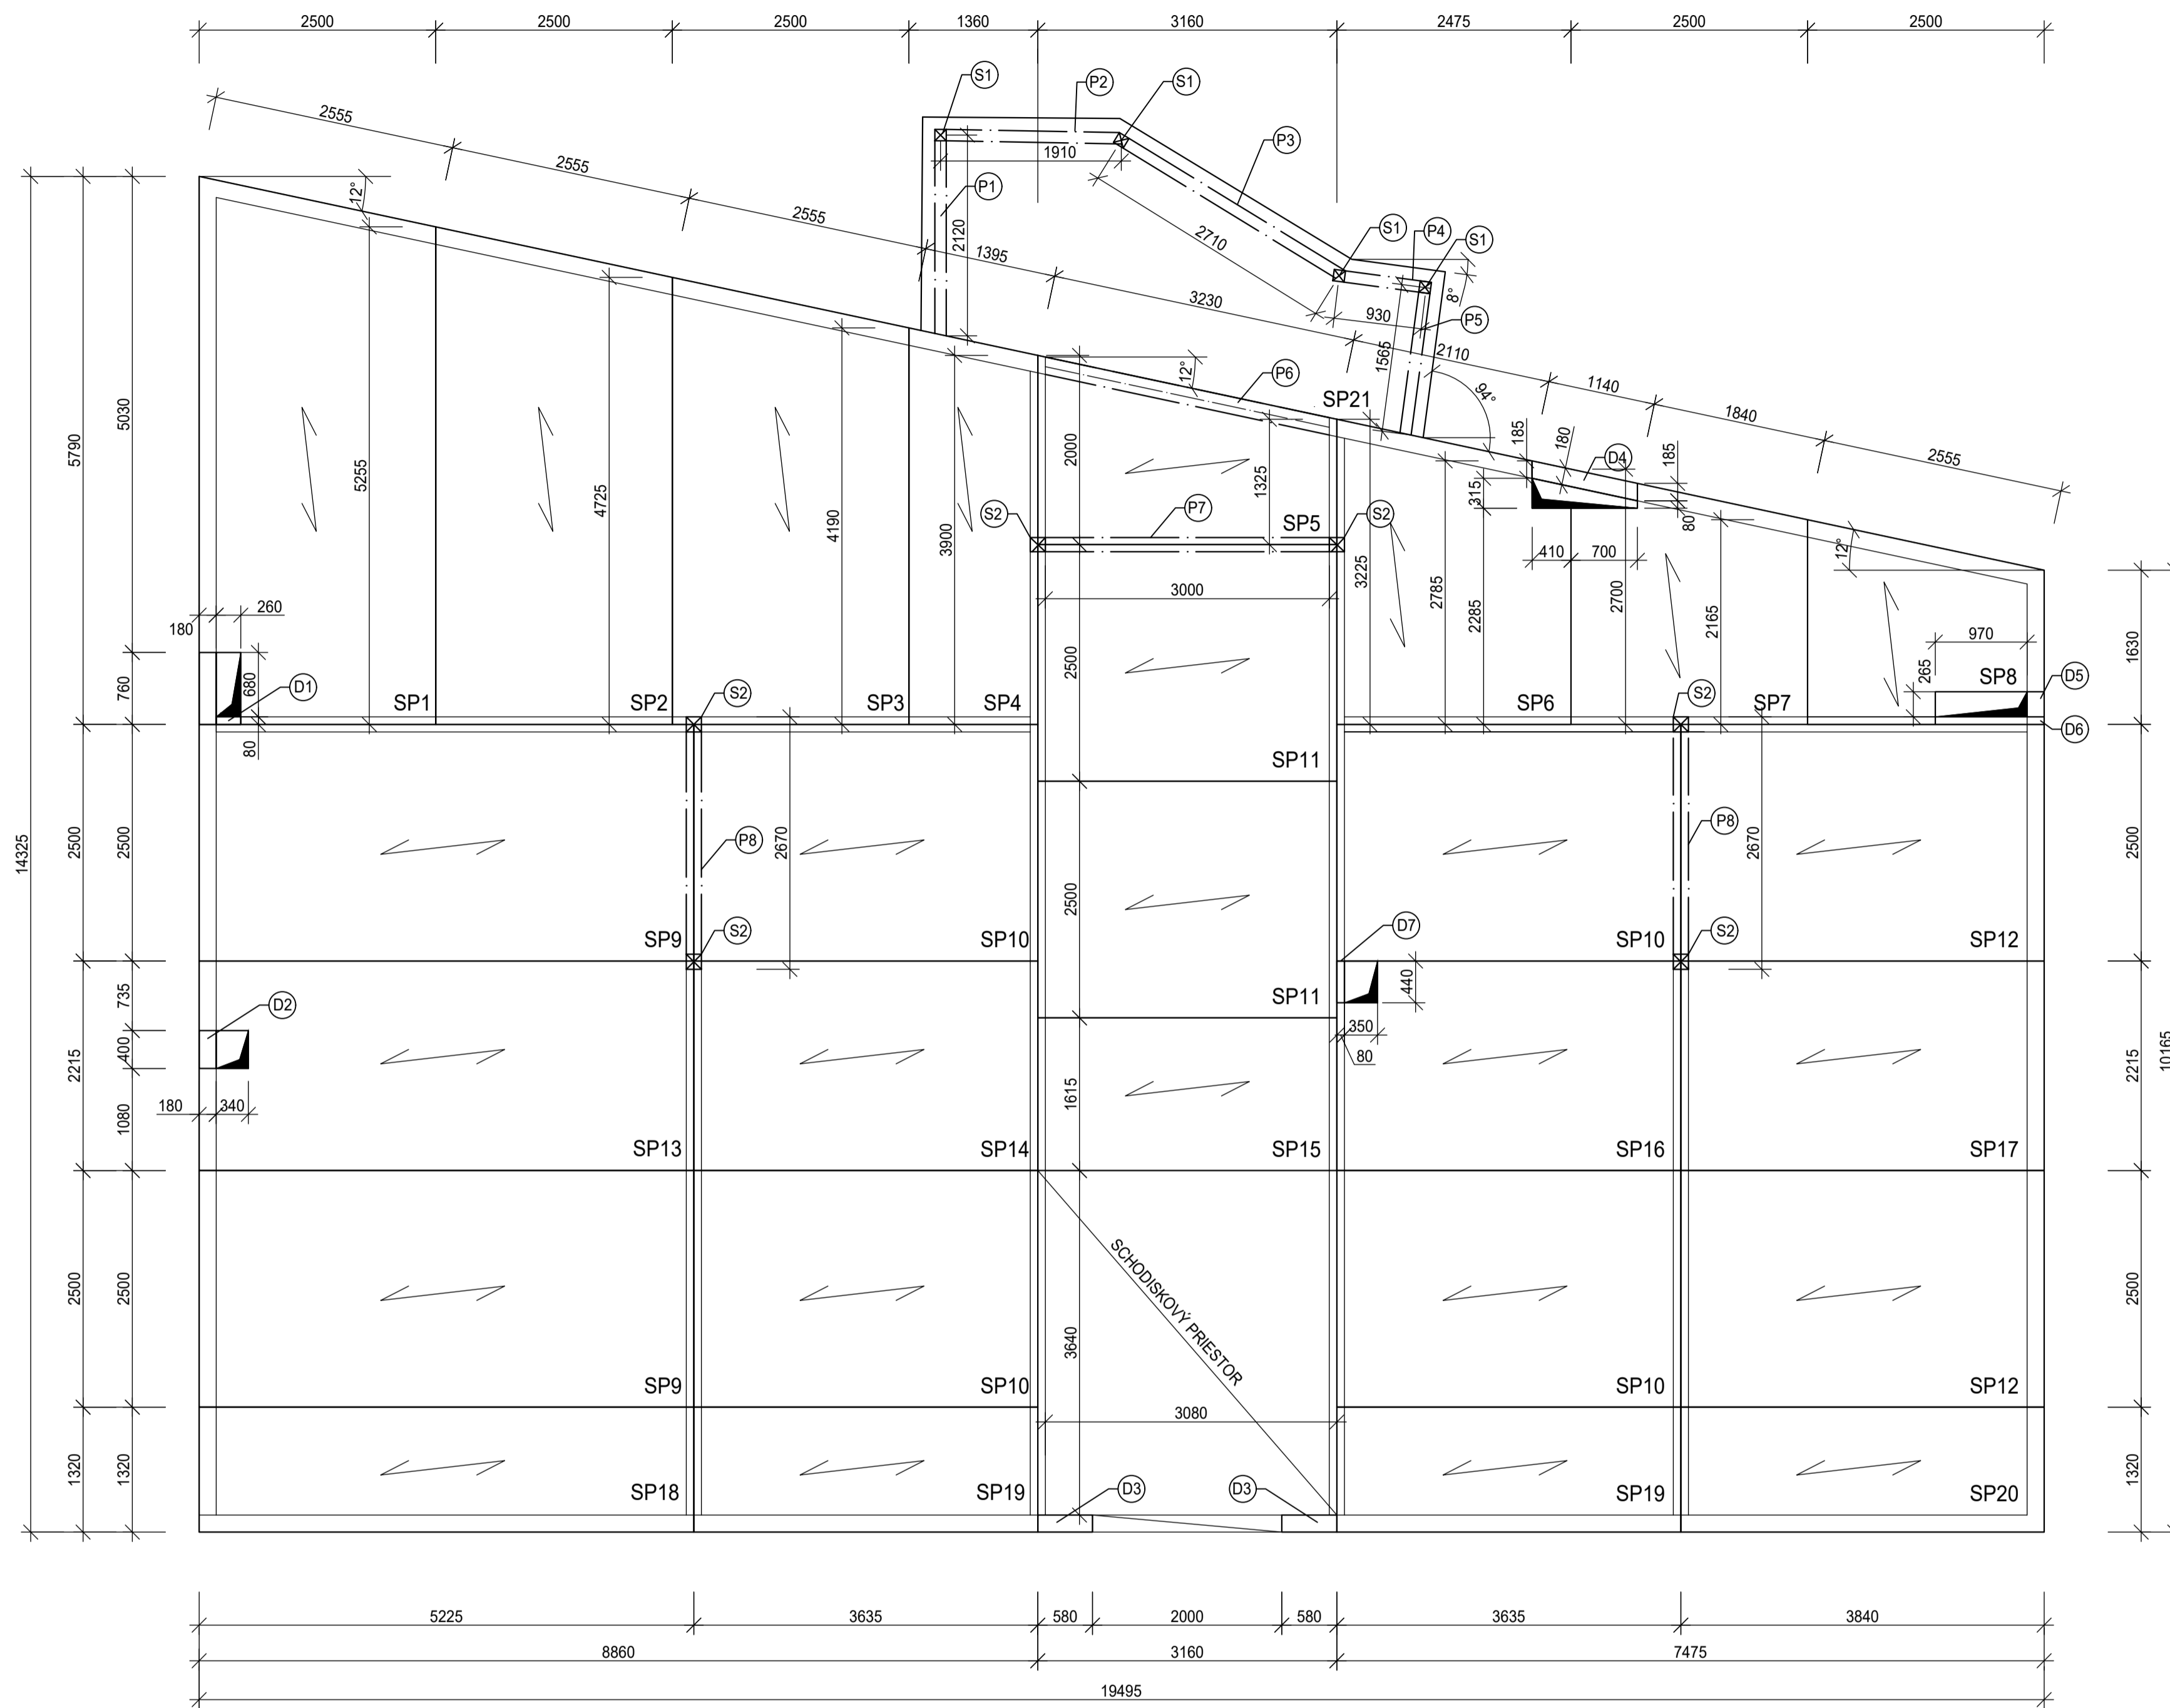 2500
2500
2500
1360
3160
2475
2500
2500
S1
P2
S1
2555
2555
P3
1910
12°
P1
2555
2120
S1
P4
S1
2710
1395
3230
8°
930
P5
1565
2110
94°
1140
1840
2555
5030
5790
14325
5255
4725
4190
3900
2000
12°
P6
SP21
1325
185
180
D4
185
315
80
12°
S2
P7
SP5
S2
3225
2785
2285
410
700
2700
2165
3000
260
180
680
D1
760
80
SP1
SP2
S2
SP3
SP4
2500
SP11
SP6
S2
SP7
970
265
SP8
D5
D6
1630
2500
2500
P8
2670
2500
P8
2670
2500
SP9
S2
SP10
D7
SP10
S2
SP12
735
D2
400
2215
1080
180
340
SP11
440
350
80
1615
2215
10165
SP13
SP14
SP15
SP16
SP17
2500
2500
SCHODISKOVÝ PRIESTOR
3640
2500
SP9
SP10
SP10
SP12
3080
1320
1320
1320
SP18
SP19
D3
D3
SP19
SP20
5225
3635
580
2000
580
3635
3840
8860
3160
7475
19495